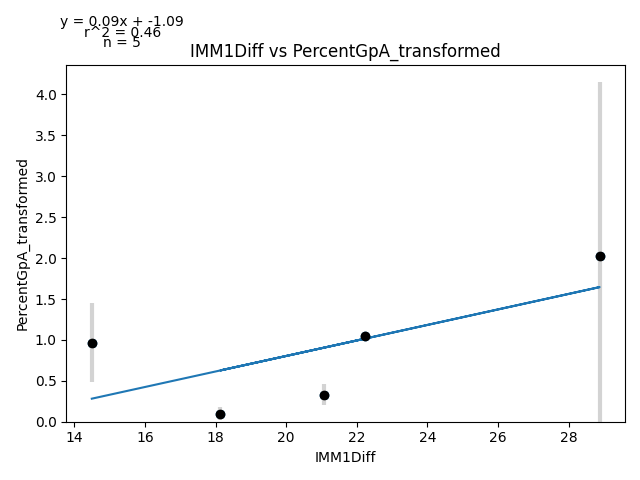 y = 0.09x + -1.09
r^2 = 0.46
n = 5
IMM1Diff vs PercentGpA_transformed
PercentGpA_transformed
4.0
3.5
3.0
2.5
2.0
1.5
1.0
0.5
0.0
14 16 18 20 22 24 26 28
IMM1Diff